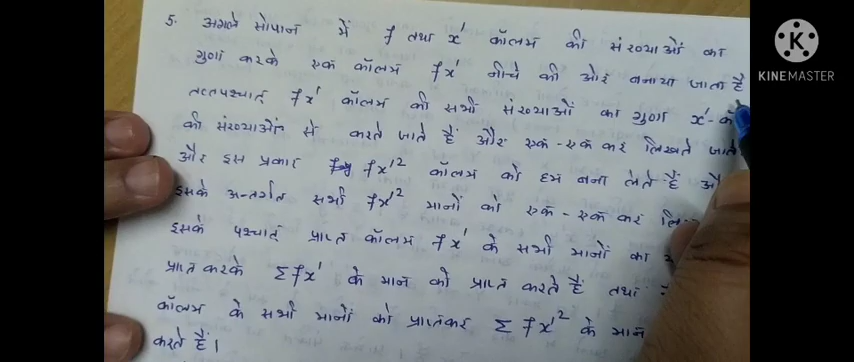 5. अगले सोपान में f तथा x' कॉलम की संख्याओं का
गुणा करके एक कॉलम fx' नीचे की ओर बनाया जाता है
तत्पश्चात् fx' कॉलम की सभी संख्याओं का गुणा x'-
की संख्याओं से करते जाते हैं और एक-एक कर लिखते जाते
और इस प्रकार fx'² कॉलम को हम बना लेते हैं
इसके अन्तर्गत सभी fx'² मानों को एक-एक कर
इसके पश्चात् प्राप्त कॉलम fx' के सभी मानों का
प्राप्त करके Σfx' के मान को प्राप्त करते हैं तथा
कॉलम के सभी मानों को प्राप्तकर Σfx'² के मान
करते हैं।
KINEMASTER